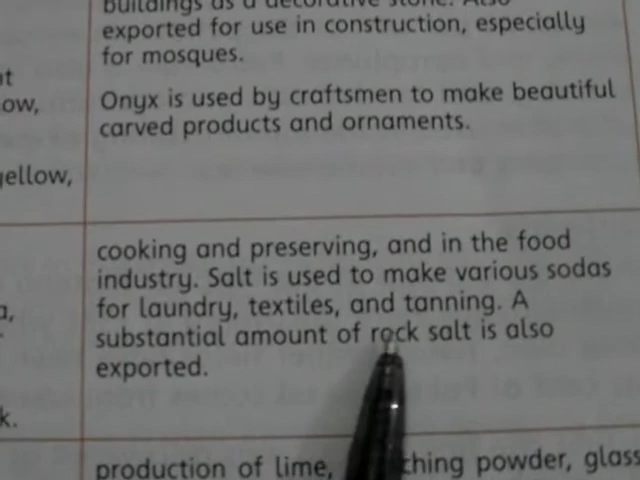 buildings as a decorative stone. Also
exported for use in construction, especially
for mosques.
Onyx is used by craftsmen to make beautiful
carved products and ornaments.
yellow,
cooking and preserving, and in the food
industry. Salt is used to make various sodas
for laundry, textiles, and tanning. A
substantial amount of rock salt is also
exported.
k.
production of lime, ching powder, glass